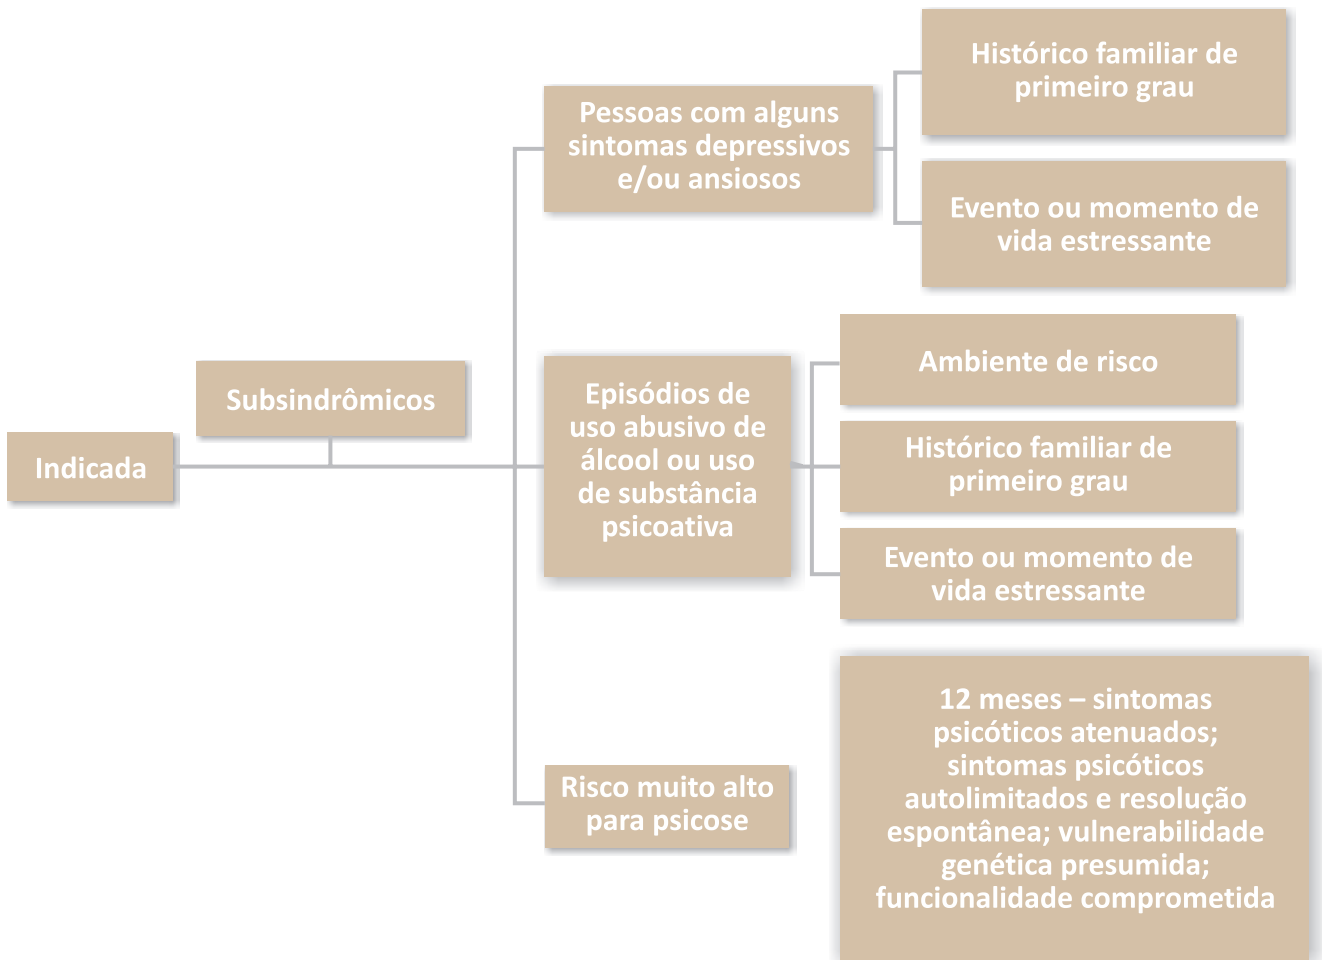 Indicada
Subsindrômicos
Pessoas com alguns
sintomas depressivos
e/ou ansiosos
Histórico familiar de
primeiro grau
Evento ou momento de
vida estressante
Episódios de
uso abusivo de
álcool ou uso
de substância
psicoativa
Ambiente de risco
Histórico familiar de
primeiro grau
Evento ou momento de
vida estressante
Risco muito alto
para psicose
12 meses – sintomas
psicóticos atenuados;
sintomas psicóticos
autolimitados e resolução
espontânea; vulnerabilidade
genética presumida;
funcionalidade comprometida